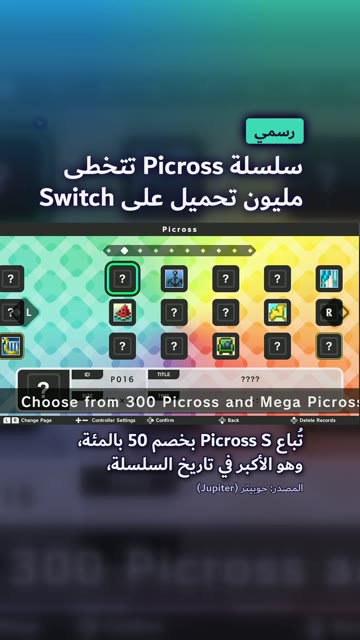 رسمي
سلسلة Picross تتخطى
مليون تحميل على Switch
Picross
? ? ?
L ? ? ? R
? ? ?
ID P016 TITLE ????
?
Choose from 300 Picross and Mega Picros
L R Change Page Controller Settings Confirm Back Delete Records
تُباع Picross S بخصم 50 بالمئة،
وهو الأكبر في تاريخ السلسلة،
المصدر: جوبيتر (Jupiter)
300 Picross a